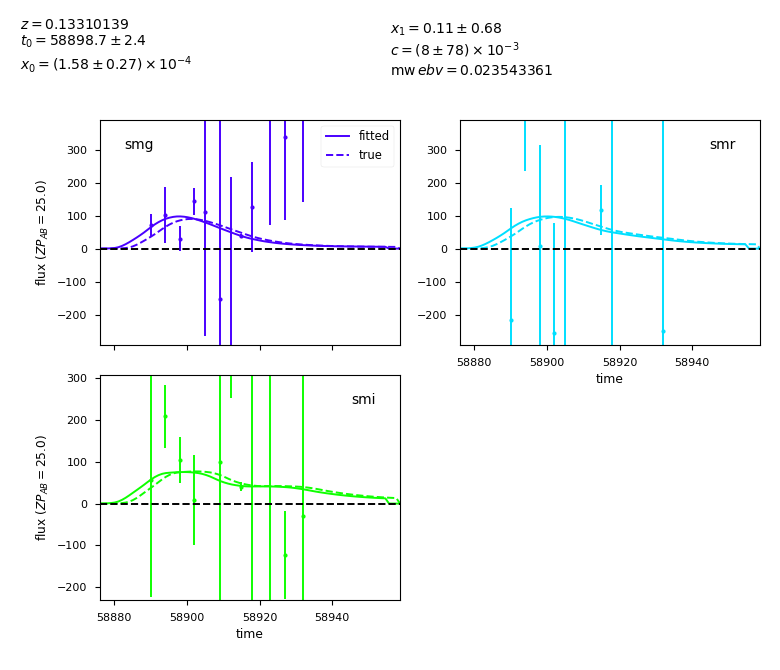 z = 0.13310139
t₀ = 58898.7 ± 2.4
x₀ = (1.58 ± 0.27) × 10⁻⁴
x₁ = 0.11 ± 0.68
c = (8 ± 78) × 10⁻³
mw ebv = 0.023543361
smg
fitted
true
300
200
100
0
−100
−200
flux (ZP_AB = 25.0)
smr
300
200
100
0
−100
−200
58880 58900 58920 58940
time
smi
300
200
100
0
−100
−200
flux (ZP_AB = 25.0)
58880 58900 58920 58940
time